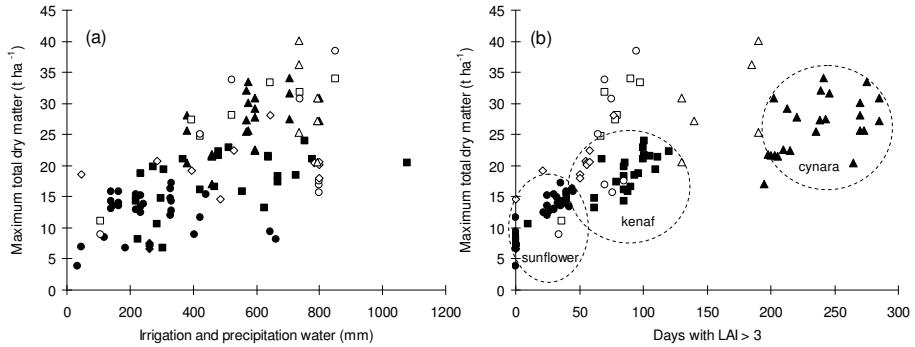 45
40
35
30
25
20
15
10
5
0
Maximum total dry matter (t ha⁻¹)
(a)
0 200 400 600 800 1000 1200
Irrigation and precipitation water (mm)
45
40
35
30
25
20
15
10
5
0
Maximum total dry matter (t ha⁻¹)
(b)
cynara
kenaf
sunflower
0 50 100 150 200 250 300
Days with LAI > 3